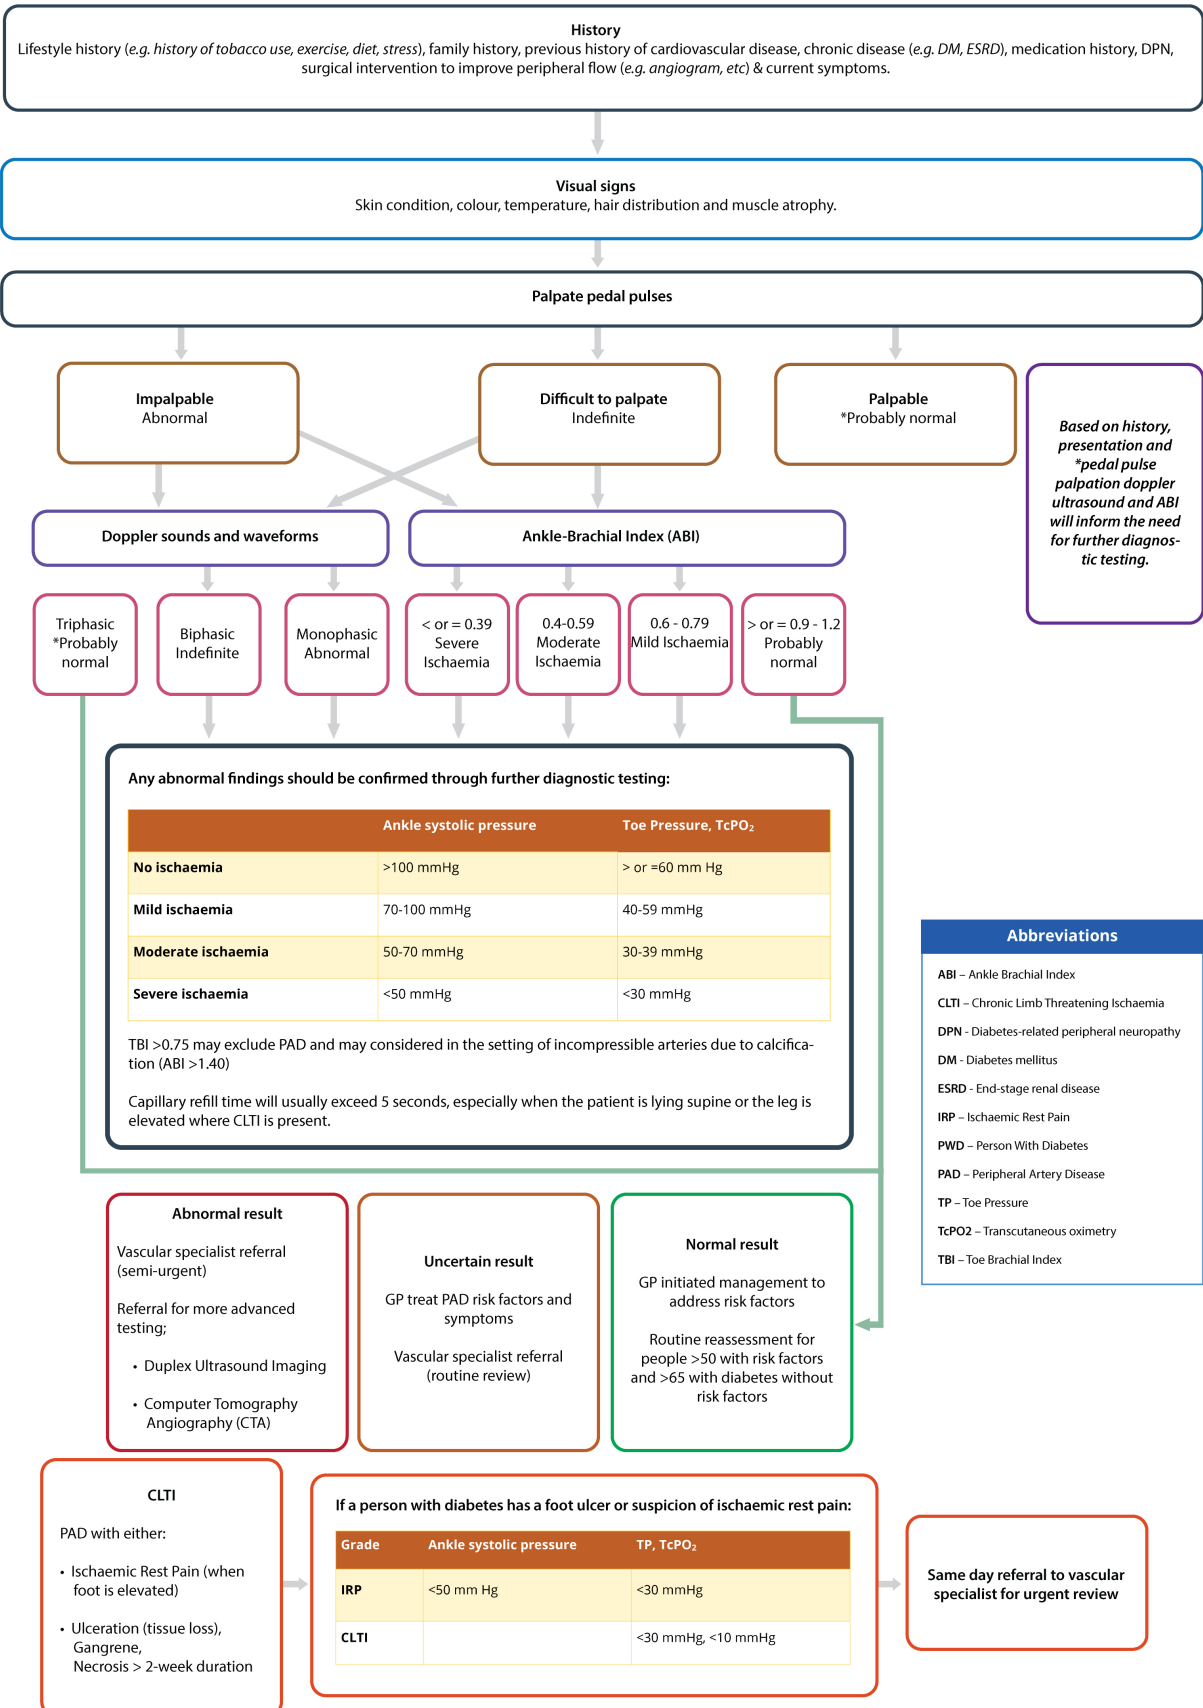 History
Lifestyle history (e.g. history of tobacco use, exercise, diet, stress), family history, previous history of cardiovascular disease, chronic disease (e.g. DM, ESRD), medication history, DPN,
surgical intervention to improve peripheral flow (e.g. angiogram, etc) & current symptoms.
Visual signs
Skin condition, colour, temperature, hair distribution and muscle atrophy.
Palpate pedal pulses
Impalpable
Abnormal
Difficult to palpate
Indefinite
Palpable
*Probably normal
Based on history,
presentation and
*pedal pulse
palpation doppler
ultrasound and ABI
will inform the need
for further diagnos-
tic testing.
Doppler sounds and waveforms
Ankle-Brachial Index (ABI)
Triphasic
*Probably
normal
Biphasic
Indefinite
Monophasic
Abnormal
< or = 0.39
Severe
Ischaemia
0.4-0.59
Moderate
Ischaemia
0.6 - 0.79
Mild Ischaemia
> or = 0.9 - 1.2
Probably
normal
Any abnormal findings should be confirmed through further diagnostic testing:
Ankle systolic pressure Toe Pressure, TcPO₂
No ischaemia >100 mmHg > or =60 mm Hg
Mild ischaemia 70-100 mmHg 40-59 mmHg
Moderate ischaemia 50-70 mmHg 30-39 mmHg
Severe ischaemia <50 mmHg <30 mmHg
TBI >0.75 may exclude PAD and may considered in the setting of incompressible arteries due to calcifica-
tion (ABI >1.40)
Capillary refill time will usually exceed 5 seconds, especially when the patient is lying supine or the leg is
elevated where CLTI is present.
Abbreviations
ABI – Ankle Brachial Index
CLTI – Chronic Limb Threatening Ischaemia
DPN - Diabetes-related peripheral neuropathy
DM - Diabetes mellitus
ESRD - End-stage renal disease
IRP – Ischaemic Rest Pain
PWD – Person With Diabetes
PAD – Peripheral Artery Disease
TP – Toe Pressure
TcPO2 – Transcutaneous oximetry
TBI – Toe Brachial Index
Abnormal result
Vascular specialist referral
(semi-urgent)
Referral for more advanced
testing;
• Duplex Ultrasound Imaging
• Computer Tomography
Angiography (CTA)
Uncertain result
GP treat PAD risk factors and
symptoms
Vascular specialist referral
(routine review)
Normal result
GP initiated management to
address risk factors
Routine reassessment for
people >50 with risk factors
and >65 with diabetes without
risk factors
CLTI
PAD with either:
• Ischaemic Rest Pain (when
foot is elevated)
• Ulceration (tissue loss),
Gangrene,
Necrosis > 2-week duration
If a person with diabetes has a foot ulcer or suspicion of ischaemic rest pain:
Grade Ankle systolic pressure TP, TcPO₂
IRP <50 mm Hg <30 mmHg
CLTI <30 mmHg, <10 mmHg
Same day referral to vascular
specialist for urgent review